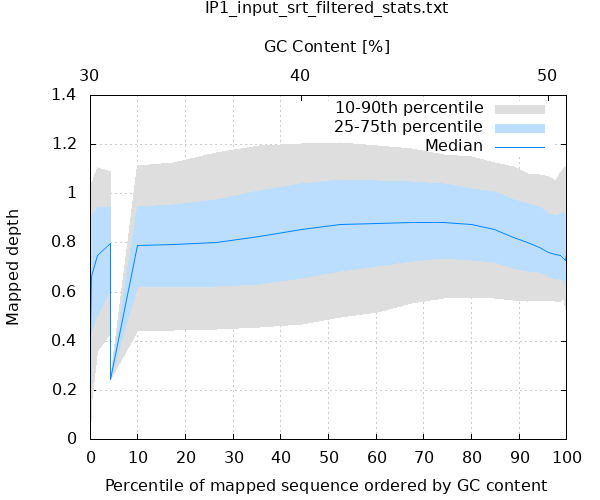 IP1_input_srt_filtered_stats.txt
GC Content [%]
30 40 50
1.4
1.2
1
0.8
0.6
0.4
0.2
0
10-90th percentile
25-75th percentile
Median
Mapped depth
0 10 20 30 40 50 60 70 80 90 100
Percentile of mapped sequence ordered by GC content